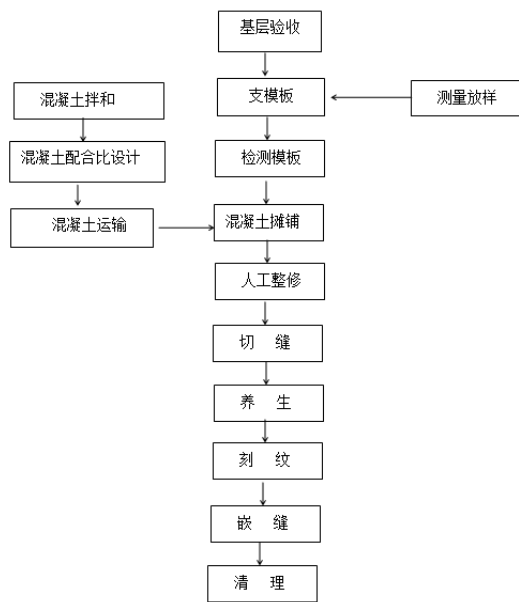 基层验收
混凝土拌和
支模板
测量放样
混凝土配合比设计
检测模板
混凝土运输
混凝土摊铺
人工整修
切 缝
养 生
刻 纹
嵌 缝
清 理